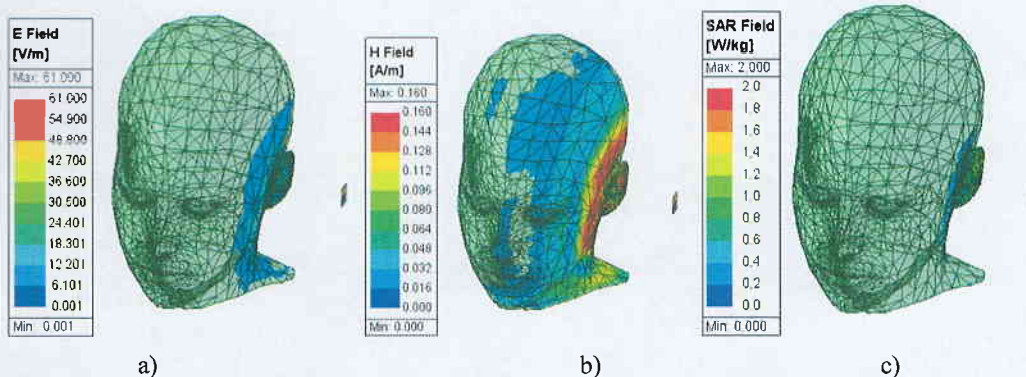 E Field
[V/m]
Max: 61.000
61.000
54.900
48.800
42.700
36.600
30.500
24.401
18.301
12.201
6.101
0.001
Min: 0.001
a)
H Field
[A/m]
Max: 0.160
0.160
0.144
0.128
0.112
0.096
0.080
0.064
0.048
0.032
0.016
0.000
Min: 0.000
b)
SAR Field
[W/kg]
Max: 2.000
2.0
1.8
1.6
1.4
1.2
1.0
0.8
0.6
0.4
0.2
0.0
Min: 0.000
c)